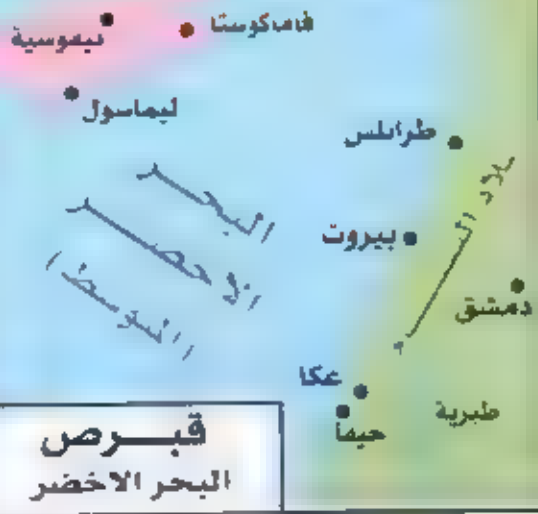 فاماكوستا
نيقوسية
ليماسول
طرابلس
البحر
الاخضر
(المتوسط)
بلاد الشام
بيروت
دمشق
عكا
حيفا
طبرية
قبرص
البحر الاخضر